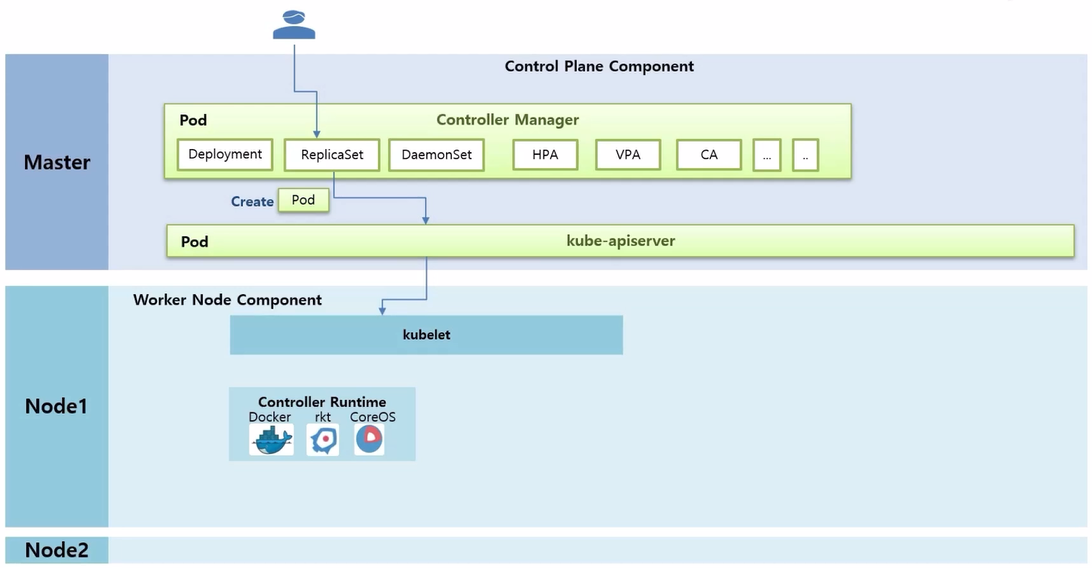 Control Plane Component
Master
Pod
Controller Manager
Deployment
ReplicaSet
DaemonSet
HPA
VPA
CA
...
..
Create
Pod
Pod
kube-apiserver
Worker Node Component
kubelet
Node1
Controller Runtime
Docker
rkt
CoreOS
Node2